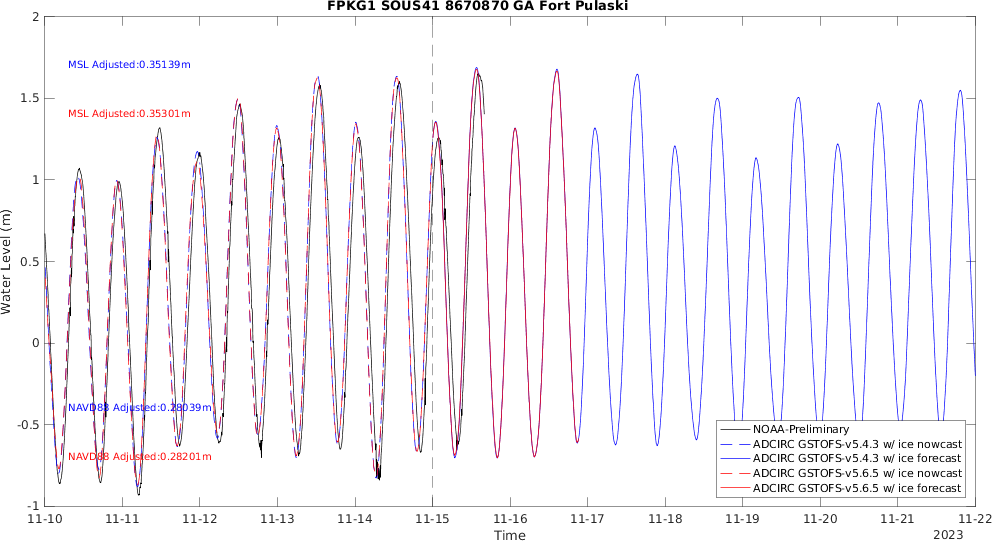 FPKG1 SOUS41 8670870 GA Fort Pulaski
2
1.5
1
0.5
0
-0.5
-1
Water Level (m)
MSL Adjusted:0.35139m
MSL Adjusted:0.35301m
NAVD88 Adjusted:0.28039m
NAVD88 Adjusted:0.28201m
NOAA-Preliminary
ADCIRC GSTOFS-v5.4.3 w/ ice nowcast
ADCIRC GSTOFS-v5.4.3 w/ ice forecast
ADCIRC GSTOFS-v5.6.5 w/ ice nowcast
ADCIRC GSTOFS-v5.6.5 w/ ice forecast
11-10 11-11 11-12 11-13 11-14 11-15 11-16 11-17 11-18 11-19 11-20 11-21 11-22
Time
2023